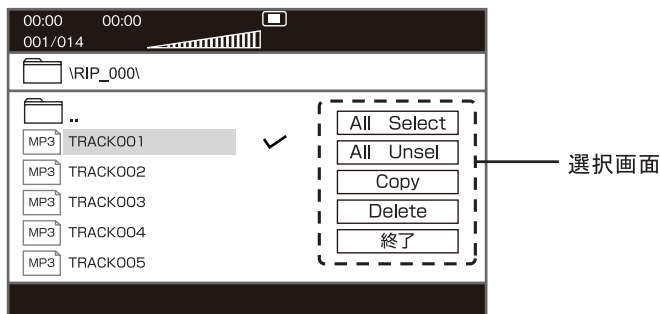 00:00 00:00
001/014
\RIP_000\
..
MP3 TRACK001
MP3 TRACK002
MP3 TRACK003
MP3 TRACK004
MP3 TRACK005
All Select
All Unsel
Copy
Delete
終了
選択画面